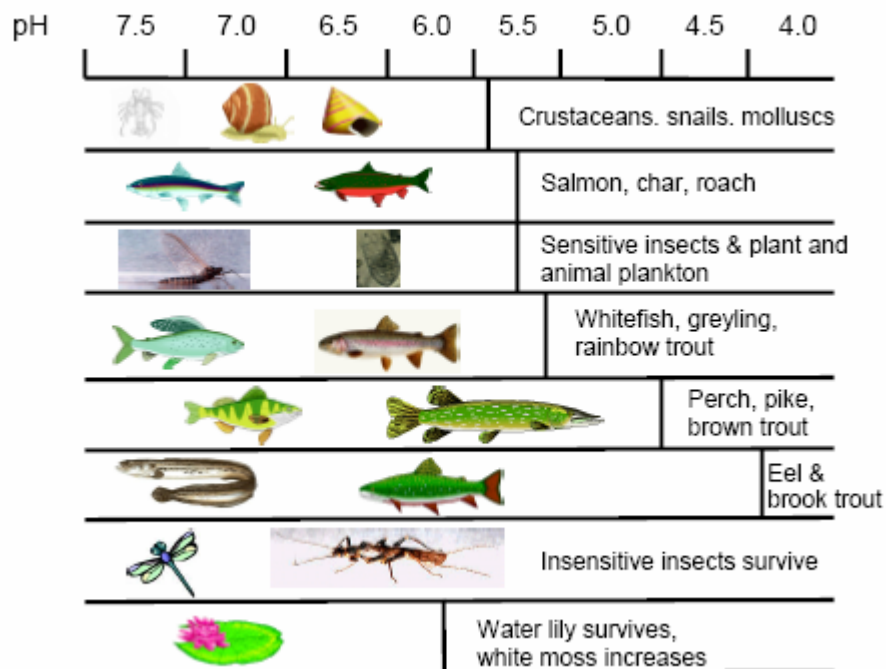 pH 7.5 7.0 6.5 6.0 5.5 5.0 4.5 4.0
Crustaceans. snails. molluscs
Salmon, char, roach
Sensitive insects & plant and
animal plankton
Whitefish, greyling,
rainbow trout
Perch, pike,
brown trout
Eel &
brook trout
Insensitive insects survive
Water lily survives,
white moss increases